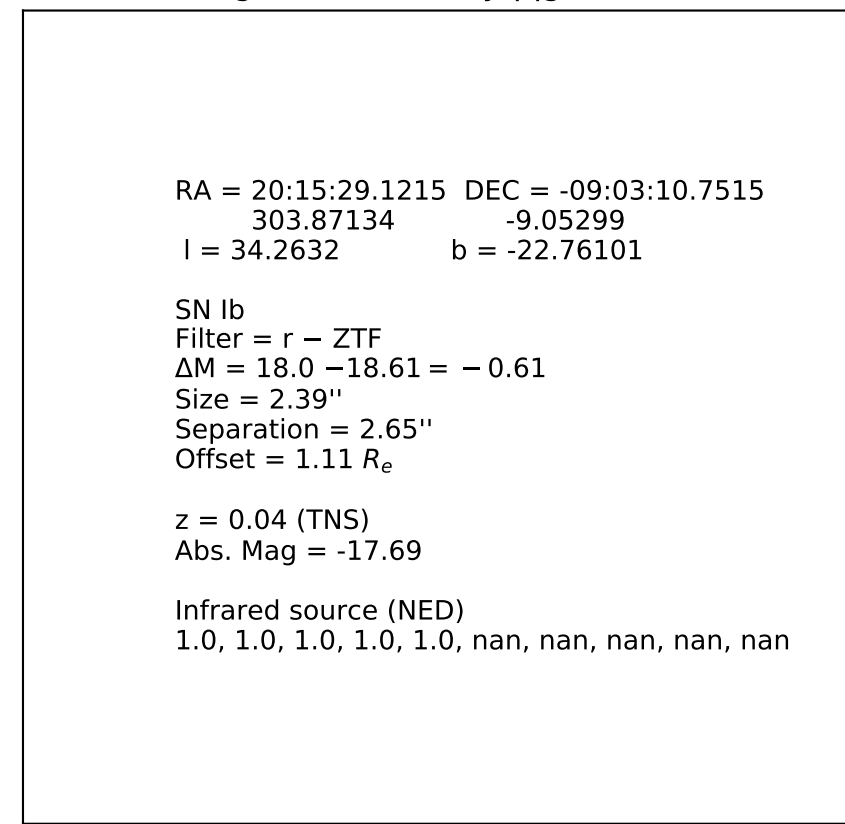 RA = 20:15:29.1215 DEC = -09:03:10.7515
303.87134 -9.05299
l = 34.2632 b = -22.76101
SN Ib
Filter = r − ZTF
ΔM = 18.0 −18.61 = − 0.61
Size = 2.39''
Separation = 2.65''
Offset = 1.11 Rₑ
z = 0.04 (TNS)
Abs. Mag = -17.69
Infrared source (NED)
1.0, 1.0, 1.0, 1.0, 1.0, nan, nan, nan, nan, nan